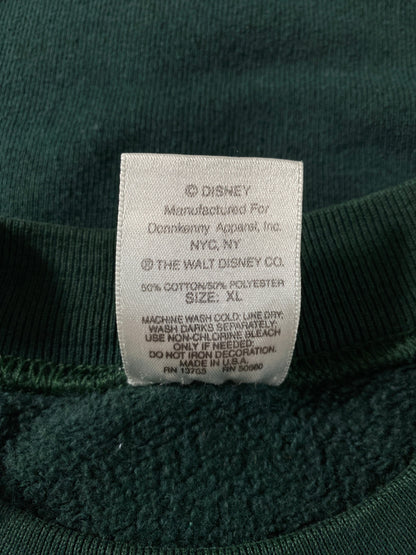 © DISNEY
Manufactured For
Donnkenny Apparel, Inc.
NYC, NY
® THE WALT DISNEY CO.
50% COTTON/50% POLYESTER
SIZE: XL
MACHINE WASH COLD; LINE DRY;
WASH DARKS SEPARATELY;
USE NON-CHLORINE BLEACH
ONLY IF NEEDED;
DO NOT IRON DECORATION.
MADE IN U.S.A.
RN
RN